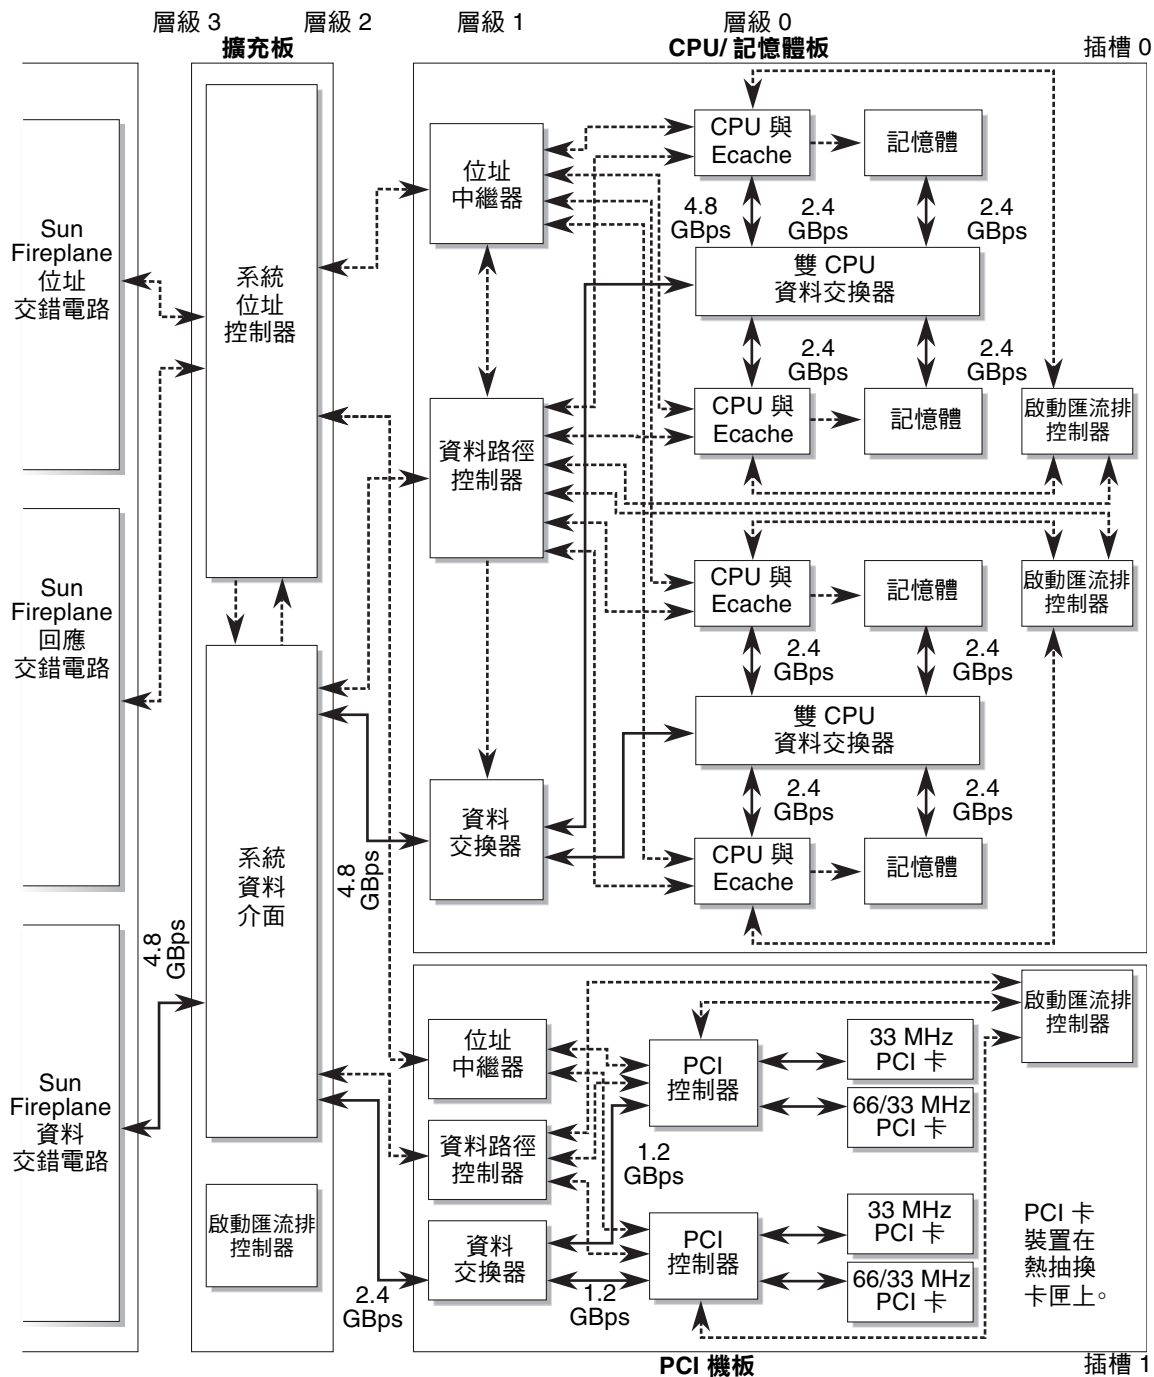 層級 3
層級 2
層級 1
層級 0
擴充板
CPU/ 記憶體板
插槽 0
Sun
Fireplane
位址
交錯電路
Sun
Fireplane
回應
交錯電路
Sun
Fireplane
資料
交錯電路
4.8
GBps
系統
位址
控制器
系統
資料
介面
啟動匯流排
控制器
4.8
GBps
2.4
GBps
位址
中繼器
資料路徑
控制器
資料
交換器
CPU 與
Ecache
記憶體
4.8
GBps
2.4
GBps
2.4
GBps
雙 CPU
資料交換器
2.4
GBps
2.4
GBps
CPU 與
Ecache
記憶體
啟動匯流排
控制器
CPU 與
Ecache
記憶體
啟動匯流排
控制器
2.4
GBps
2.4
GBps
雙 CPU
資料交換器
2.4
GBps
2.4
GBps
CPU 與
Ecache
記憶體
位址
中繼器
資料路徑
控制器
資料
交換器
PCI
控制器
33 MHz
PCI 卡
66/33 MHz
PCI 卡
啟動匯流排
控制器
1.2
GBps
PCI
控制器
33 MHz
PCI 卡
66/33 MHz
PCI 卡
1.2
GBps
PCI 卡
裝置在
熱抽換
卡匣上。
PCI 機板
插槽 1